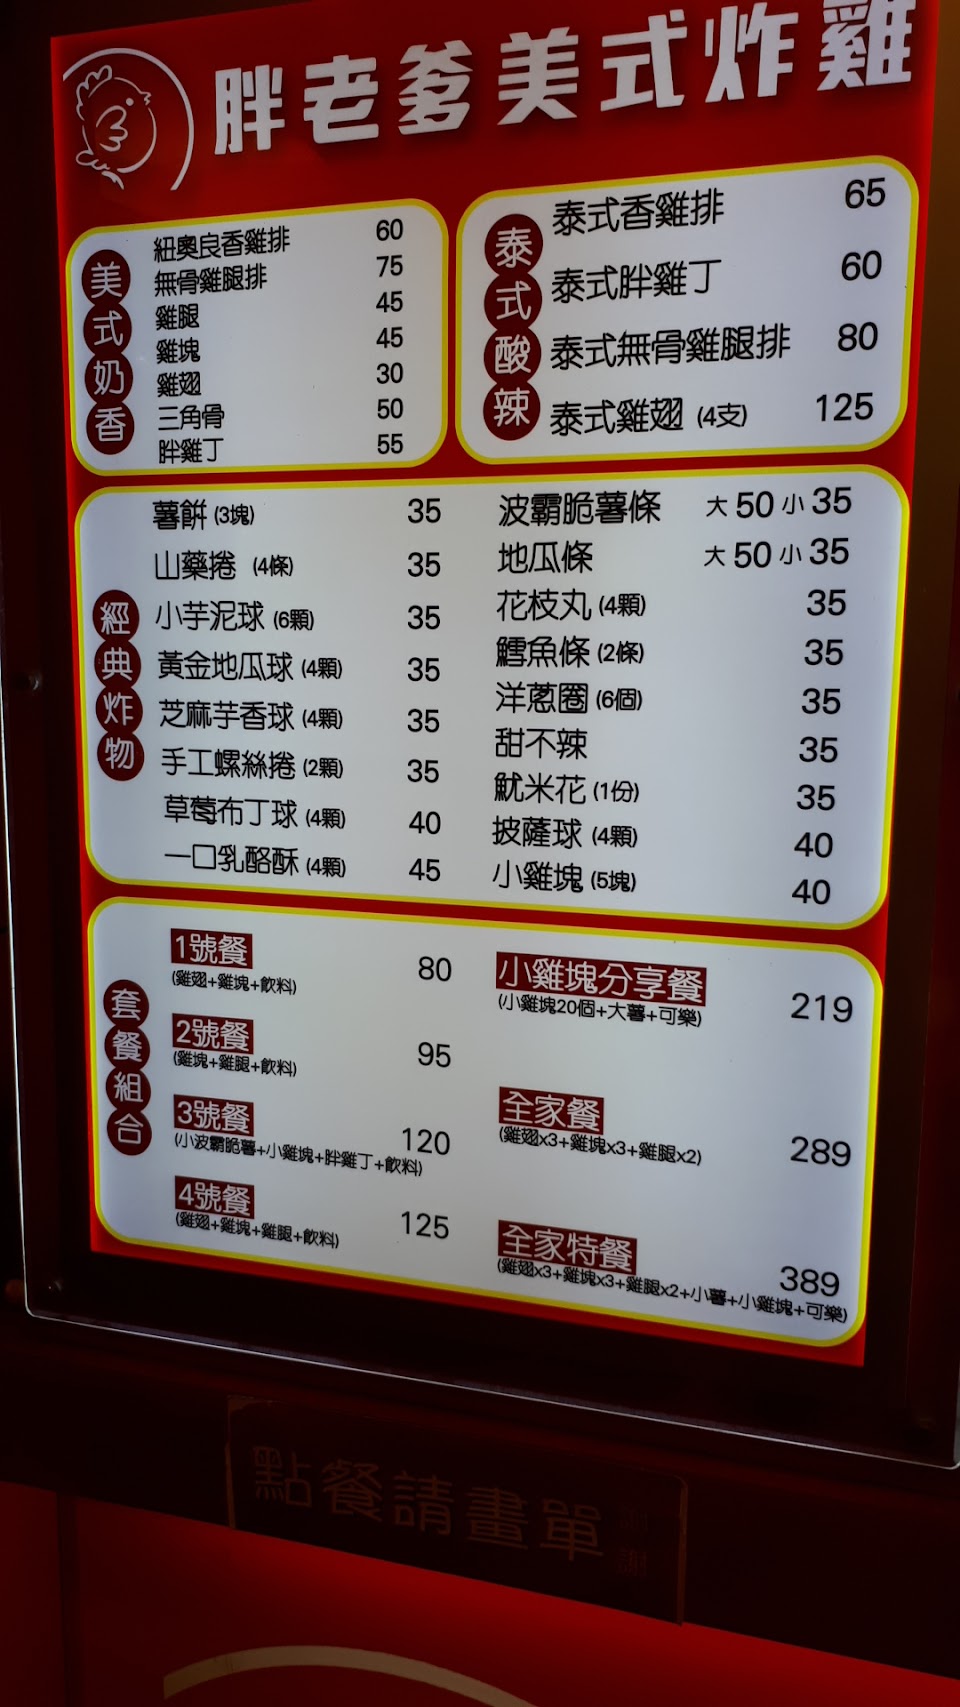 胖老爹美式炸雞
美式奶香
紐奧良香雞排 60
無骨雞腿排 75
雞腿 45
雞塊 45
雞翅 30
三角骨 50
胖雞丁 55
泰式酸辣
泰式香雞排 65
泰式胖雞丁 60
泰式無骨雞腿排 80
泰式雞翅 (4支) 125
經典炸物
薯餅 (3塊) 35
山藥捲 (4條) 35
小芋泥球 (6顆) 35
黃金地瓜球 (4顆) 35
芝麻芋香球 (4顆) 35
手工螺絲捲 (2顆) 35
草莓布丁球 (4顆) 40
一口乳酪酥 (4顆) 45
波霸脆薯條 大50 小35
地瓜條 大50 小35
花枝丸 (4顆) 35
鱈魚條 (2條) 35
洋蔥圈 (6個) 35
甜不辣 35
魷米花 (1份) 35
披薩球 (4顆) 40
小雞塊 (5塊) 40
套餐組合
1號餐 80
(雞翅+雞塊+飲料)
2號餐 95
(雞塊+雞腿+飲料)
3號餐 120
(小波霸脆薯+小雞塊+胖雞丁+飲料)
4號餐 125
(雞翅+雞塊+雞腿+飲料)
小雞塊分享餐 219
(小雞塊20個+大薯+可樂)
全家餐 289
(雞翅x3+雞塊x3+雞腿x2)
全家特餐 389
(雞翅x3+雞塊x3+雞腿x2+小薯+小雞塊+可樂)
點餐請畫單 謝謝